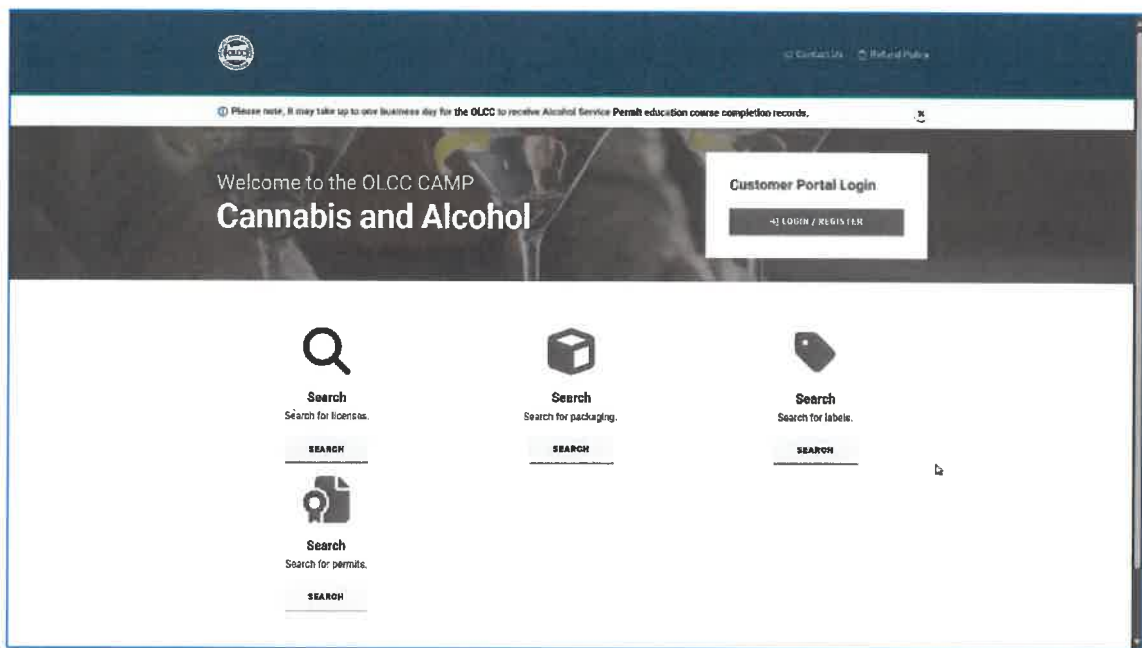 OLCC
Contact Us Refund Policy
Please note, it may take up to one business day for the OLCC to receive Alcohol Service Permit education course completion records.
Welcome to the OLCC CAMP
Customer Portal Login
Cannabis and Alcohol
LOGIN / REGISTER
Search Search Search
Search for licenses. Search for packaging. Search for labels.
SEARCH SEARCH SEARCH
Search
Search for permits.
SEARCH